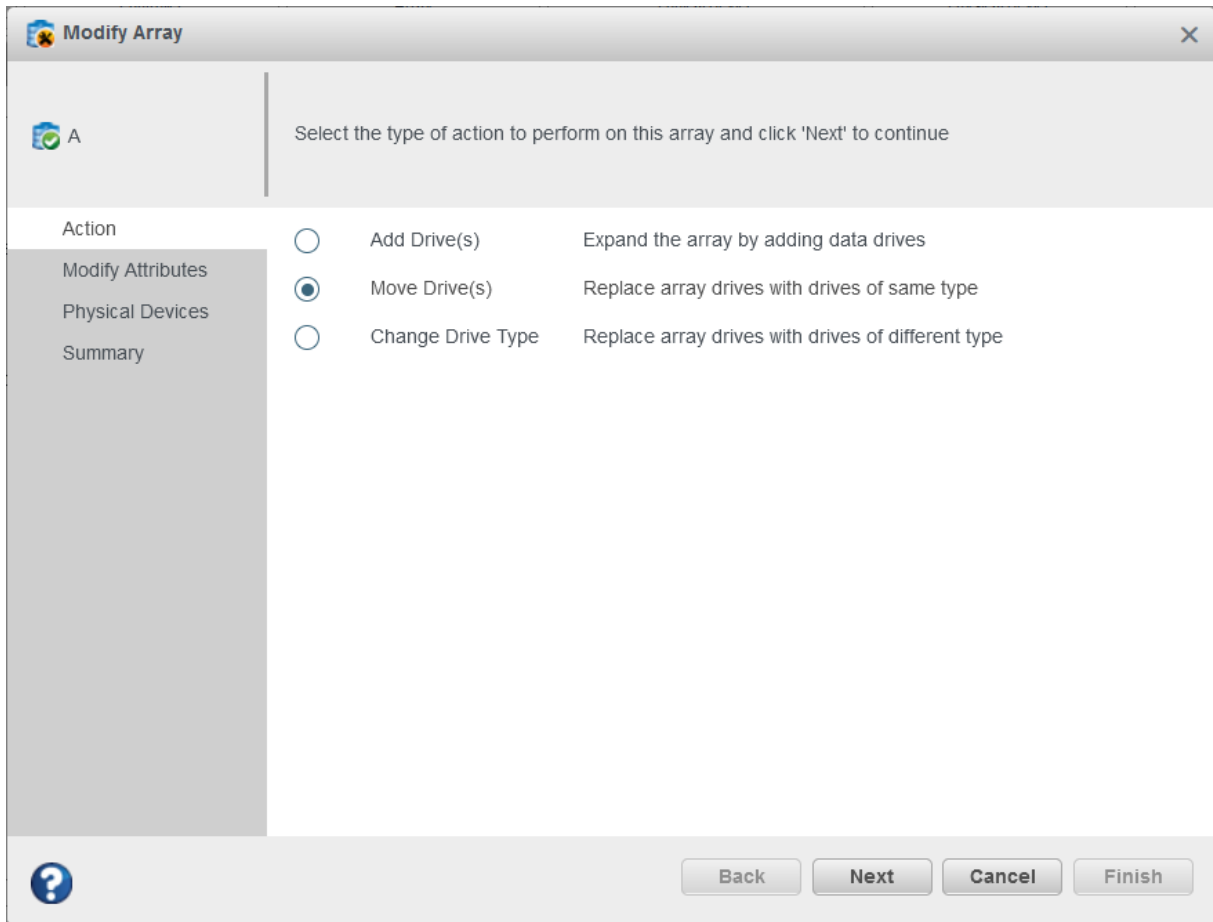 Modify Array
A
Select the type of action to perform on this array and click 'Next' to continue
Action
Modify Attributes
Physical Devices
Summary
Add Drive(s) Expand the array by adding data drives
Move Drive(s) Replace array drives with drives of same type
Change Drive Type Replace array drives with drives of different type
?
Back Next Cancel Finish